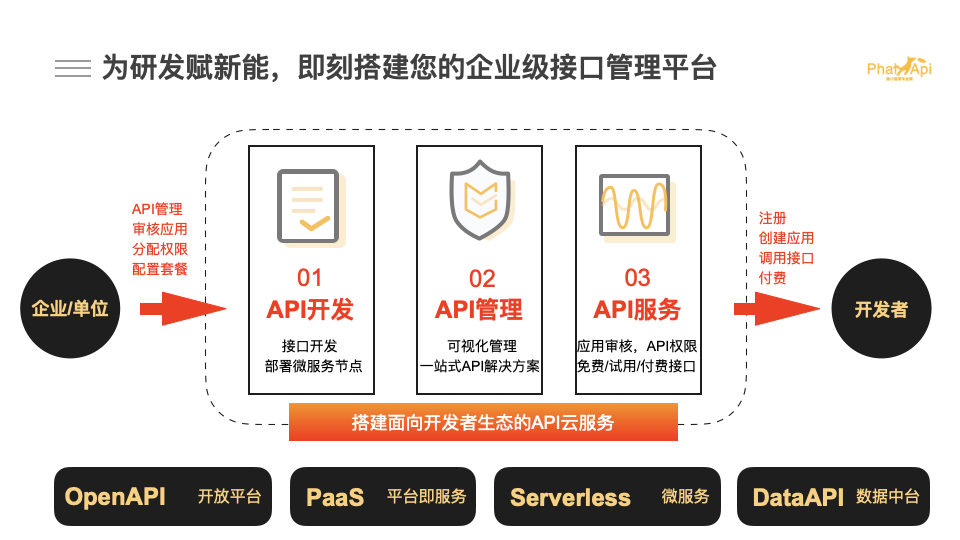 为研发赋新能，即刻搭建您的企业级接口管理平台
Phal Api
API管理
审核应用
分配权限
配置套餐
企业/单位
01
API开发
接口开发
部署微服务节点
02
API管理
可视化管理
一站式API解决方案
03
API服务
应用审核，API权限
免费/试用/付费接口
注册
创建应用
调用接口
付费
开发者
搭建面向开发者生态的API云服务
OpenAPI 开放平台
PaaS 平台即服务
Serverless 微服务
DataAPI 数据中台